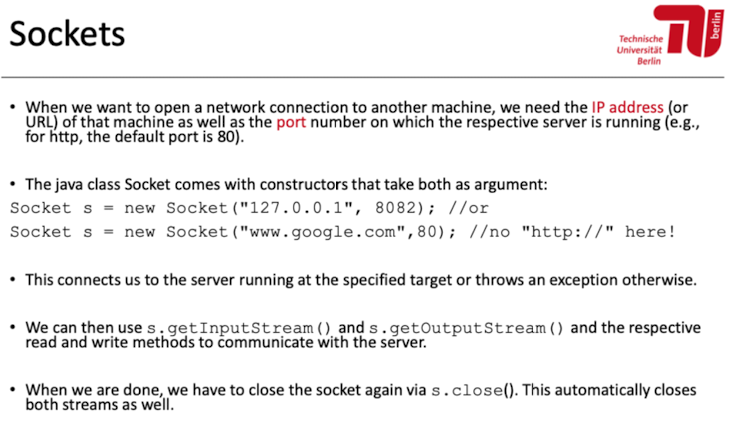 Sockets
Technische
Universität
Berlin
berlin
• When we want to open a network connection to another machine, we need the IP address (or
URL) of that machine as well as the port number on which the respective server is running (e.g.,
for http, the default port is 80).
• The java class Socket comes with constructors that take both as argument:
Socket s = new Socket("127.0.0.1", 8082); //or
Socket s = new Socket("www.google.com",80); //no "http://" here!
• This connects us to the server running at the specified target or throws an exception otherwise.
• We can then use s.getInputStream() and s.getOutputStream() and the respective
read and write methods to communicate with the server.
• When we are done, we have to close the socket again via s.close(). This automatically closes
both streams as well.